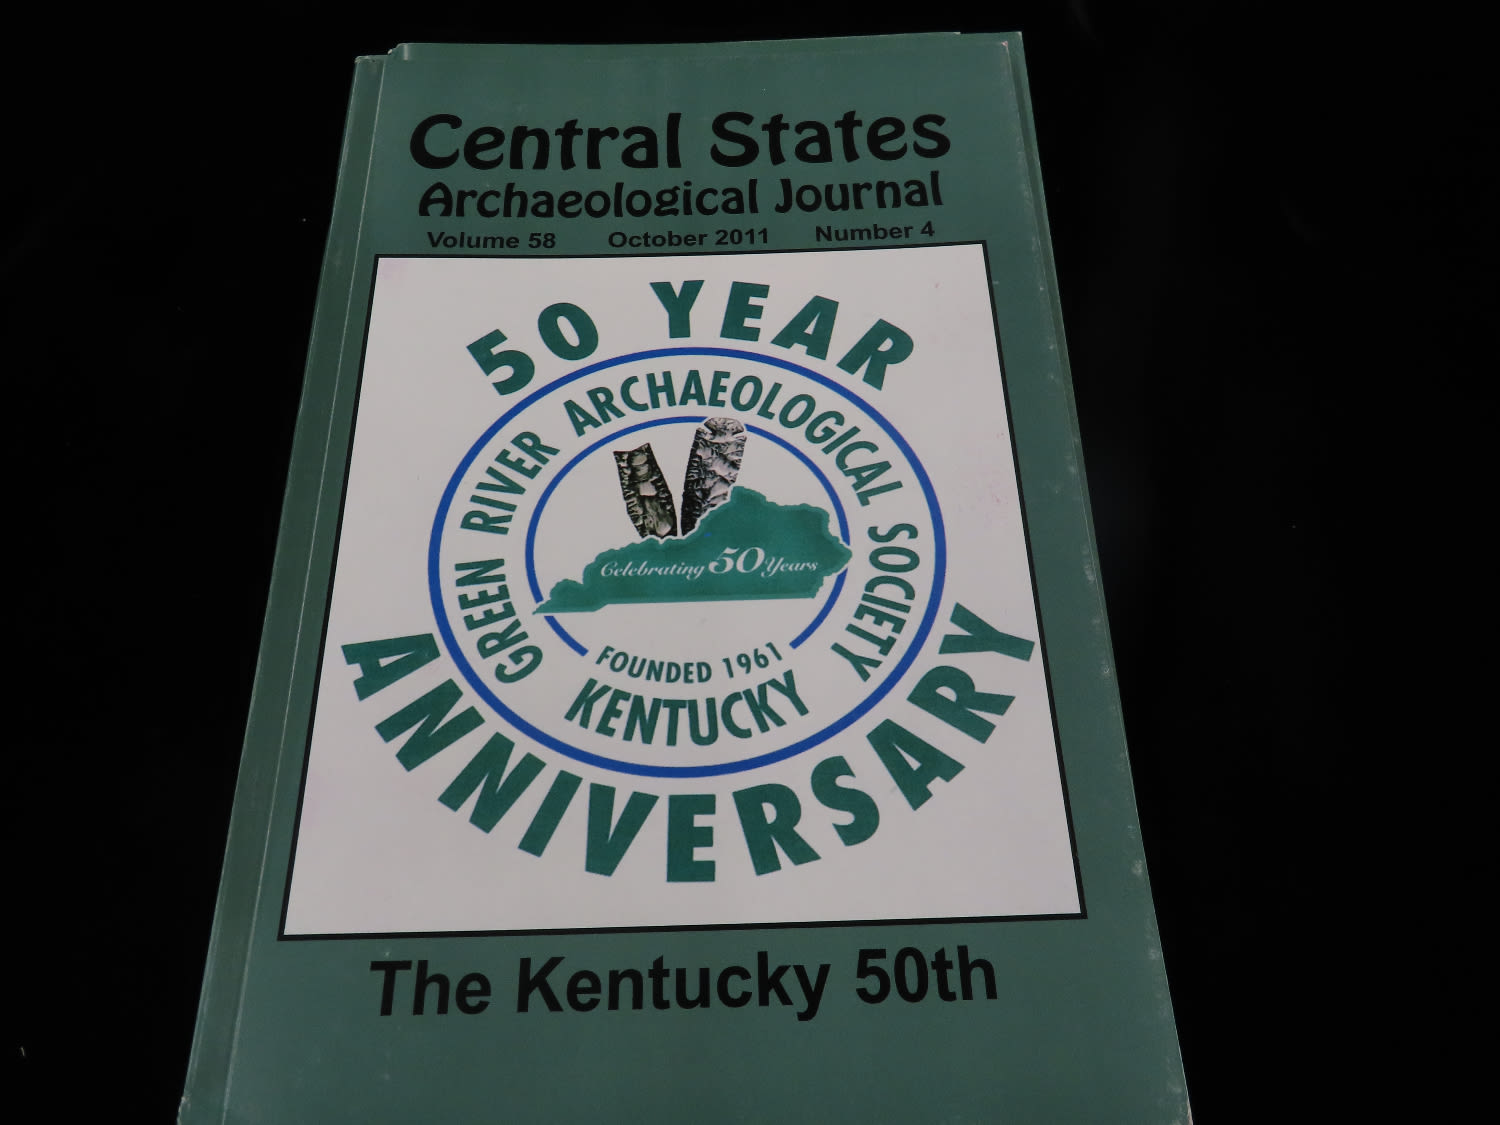 Central States
Archaeological Journal
Volume 58 October 2011 Number 4
50 YEAR
GREEN RIVER ARCHAEOLOGICAL SOCIETY
Celebrating 50 Years
FOUNDED 1961
KENTUCKY
ANNIVERSARY
The Kentucky 50th